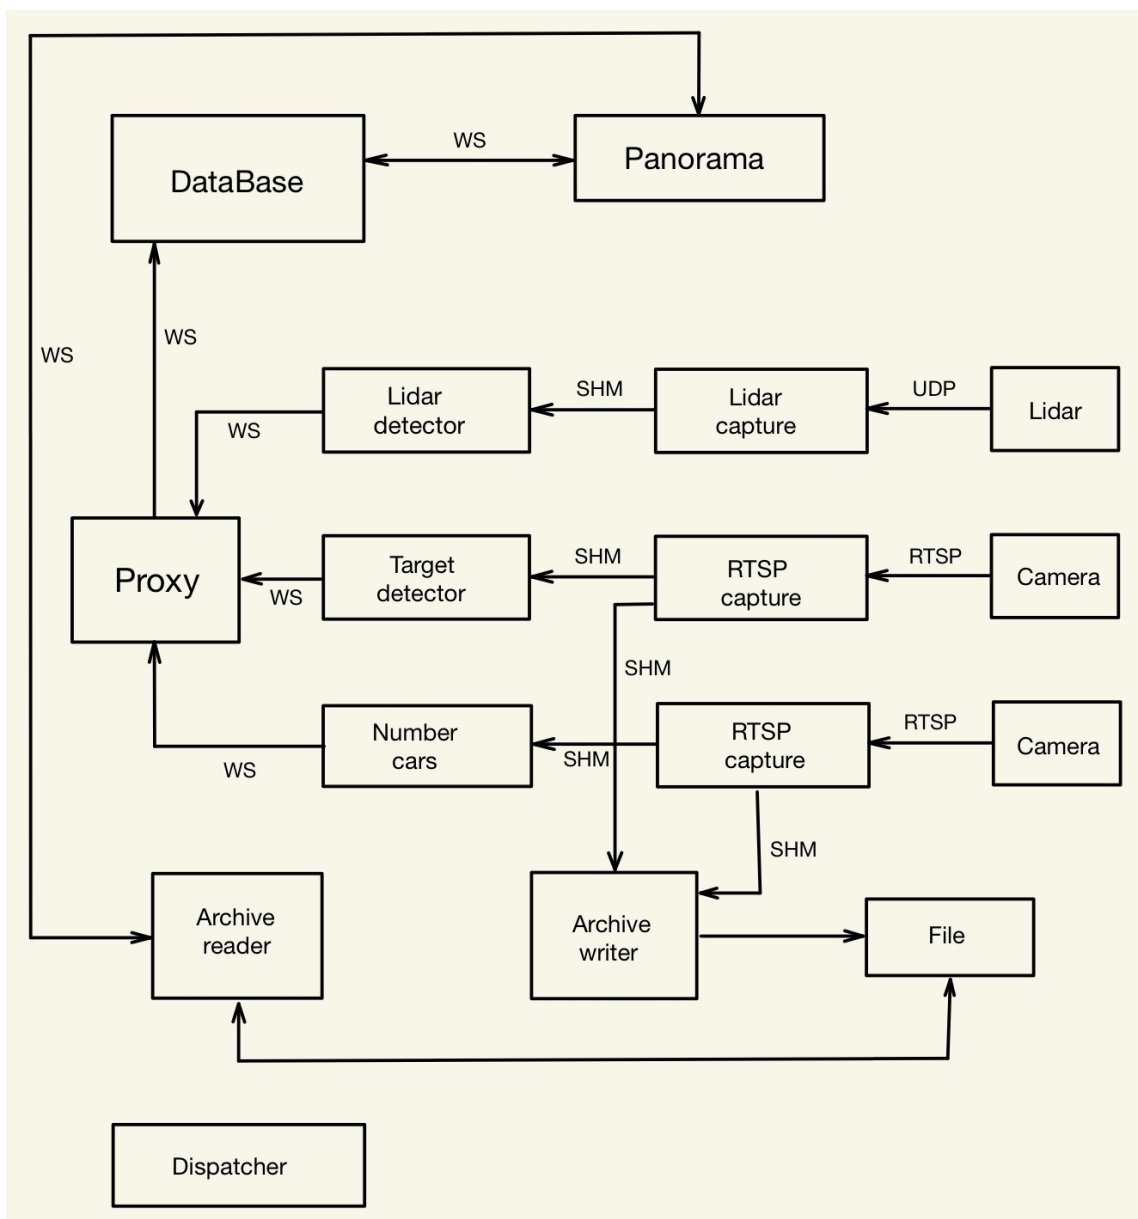 WS
DataBase
Panorama
WS
WS
Lidar
detector
SHM
Lidar
capture
UDP
Lidar
WS
Proxy
WS
Target
detector
SHM
RTSP
capture
RTSP
Camera
SHM
WS
Number
cars
SHM
RTSP
capture
RTSP
Camera
SHM
Archive
reader
Archive
writer
File
Dispatcher